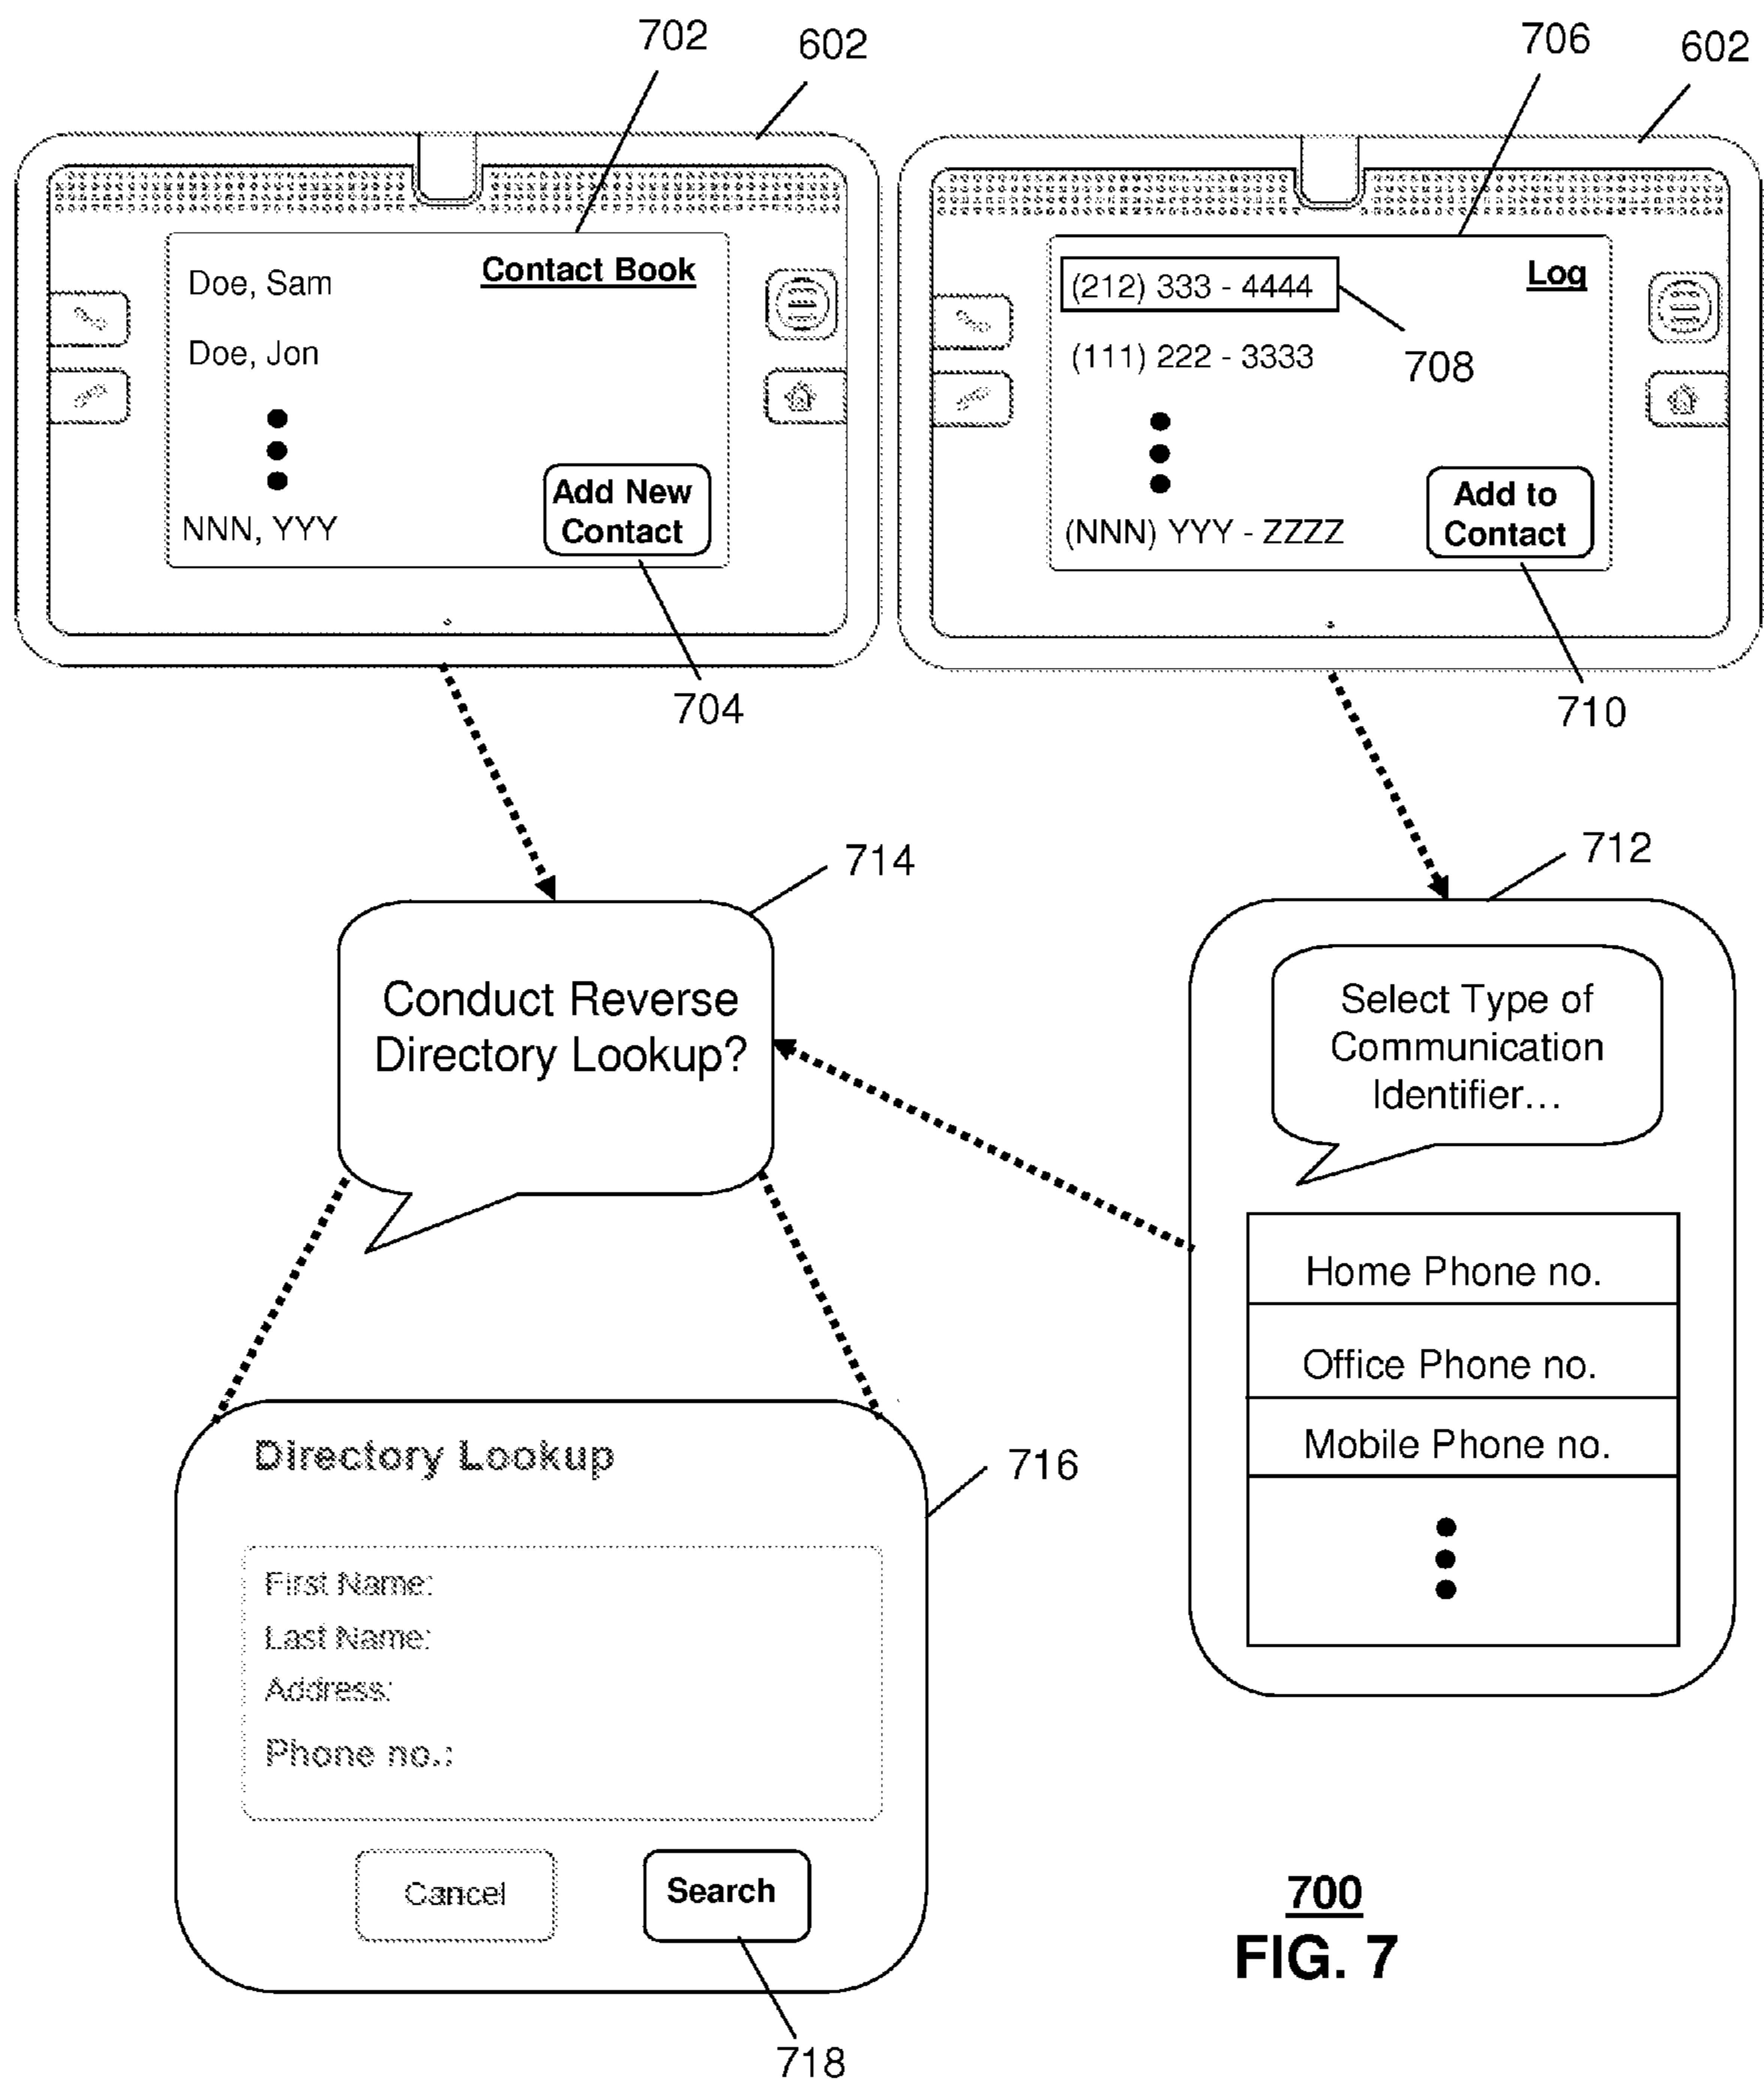 702
602
706
602
Contact Book
Doe, Sam
Doe, Jon
NNN, YYY
Add New
Contact
704
Log
(212) 333 - 4444
708
(111) 222 - 3333
(NNN) YYY - ZZZZ
Add to
Contact
710
714
Conduct Reverse
Directory Lookup?
712
Select Type of
Communication
Identifier...
Home Phone no.
Office Phone no.
Mobile Phone no.
716
Directory Lookup
First Name:
Last Name:
Address:
Phone no.:
Cancel
Search
718
700
FIG. 7